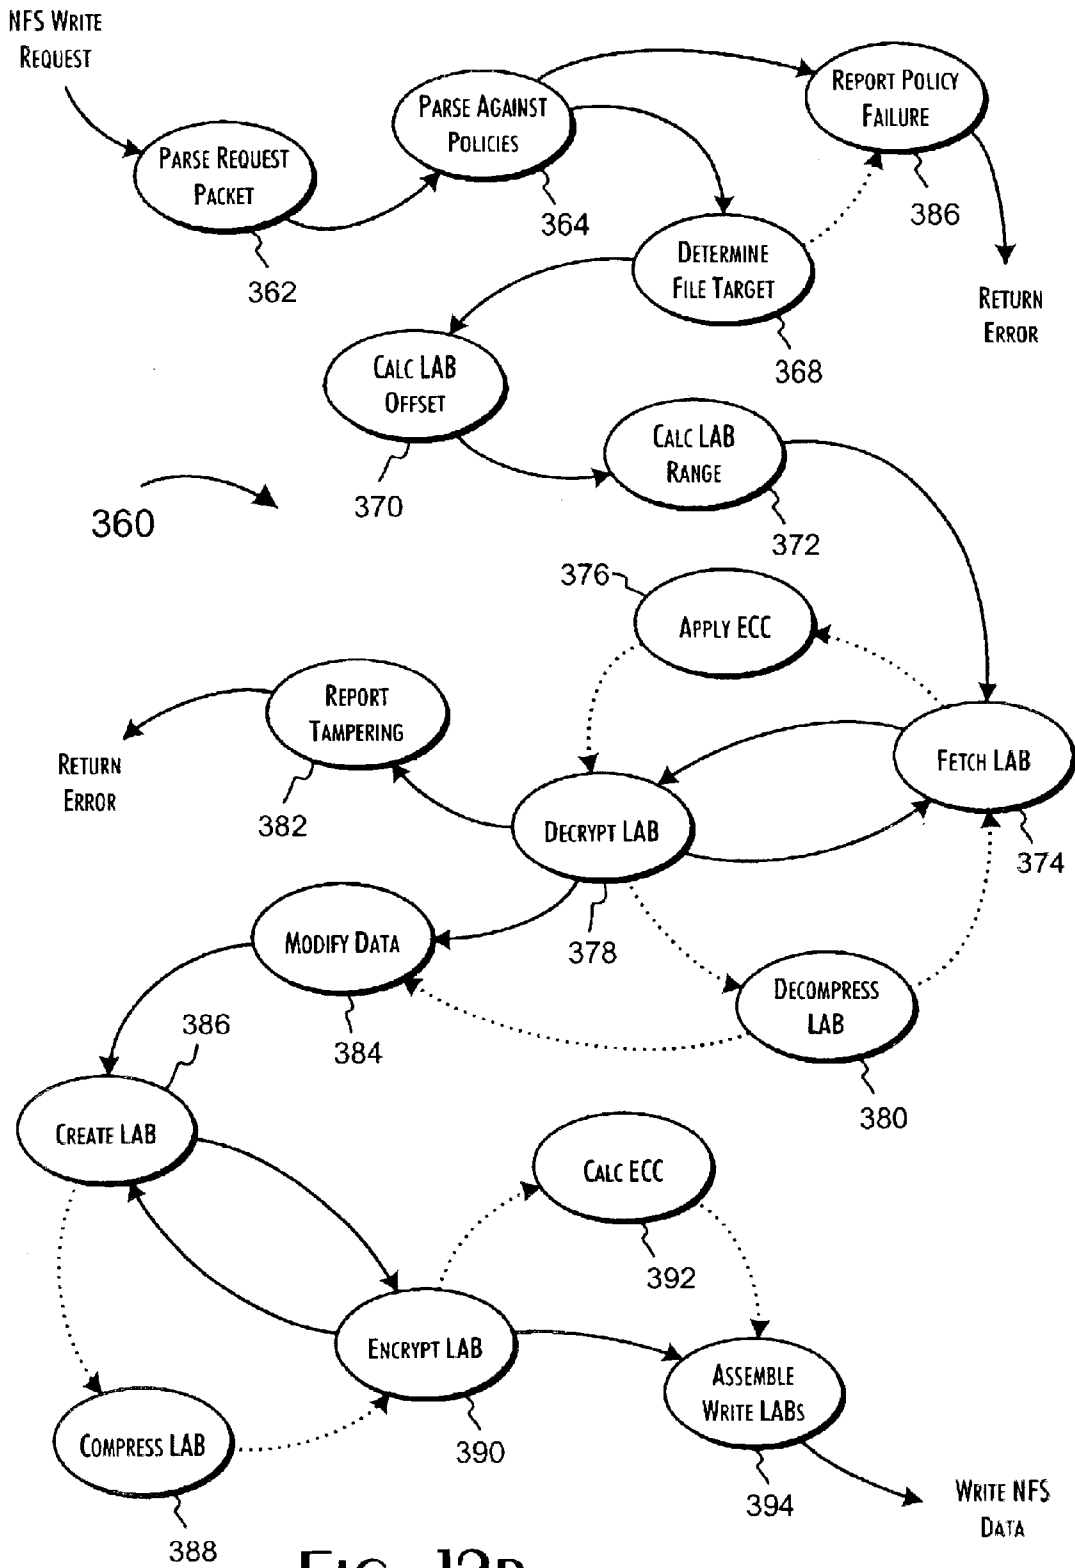 NFS WRITE
REQUEST
PARSE REQUEST
PACKET
362
PARSE AGAINST
POLICIES
364
REPORT POLICY
FAILURE
386
RETURN
ERROR
DETERMINE
FILE TARGET
368
CALC LAB
OFFSET
370
CALC LAB
RANGE
372
360
376
APPLY ECC
REPORT
TAMPERING
382
RETURN
ERROR
FETCH LAB
374
DECRYPT LAB
378
MODIFY DATA
384
DECOMPRESS
LAB
380
386
CREATE LAB
CALC ECC
392
ENCRYPT LAB
390
ASSEMBLE
WRITE LABS
394
COMPRESS LAB
388
WRITE NFS
DATA